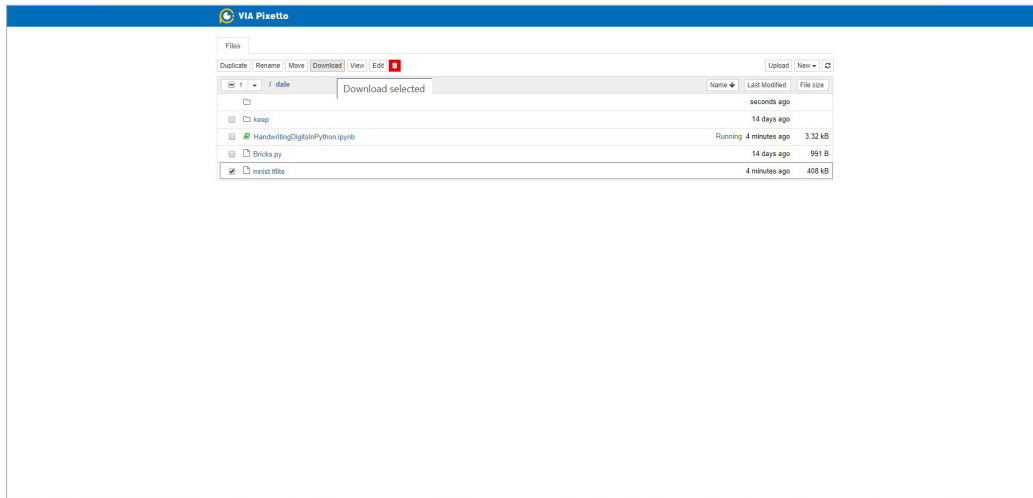 VIA Pixetto
Files
Duplicate Rename Move Download View Edit Upload New
1 / dale Download selected Name Last Modified File size
seconds ago
keep 14 days ago
HandwritingDigitsInPython.ipynb Running 4 minutes ago 3.32 kB
Bricks.py 14 days ago 991 B
mnist.tflite 4 minutes ago 408 kB